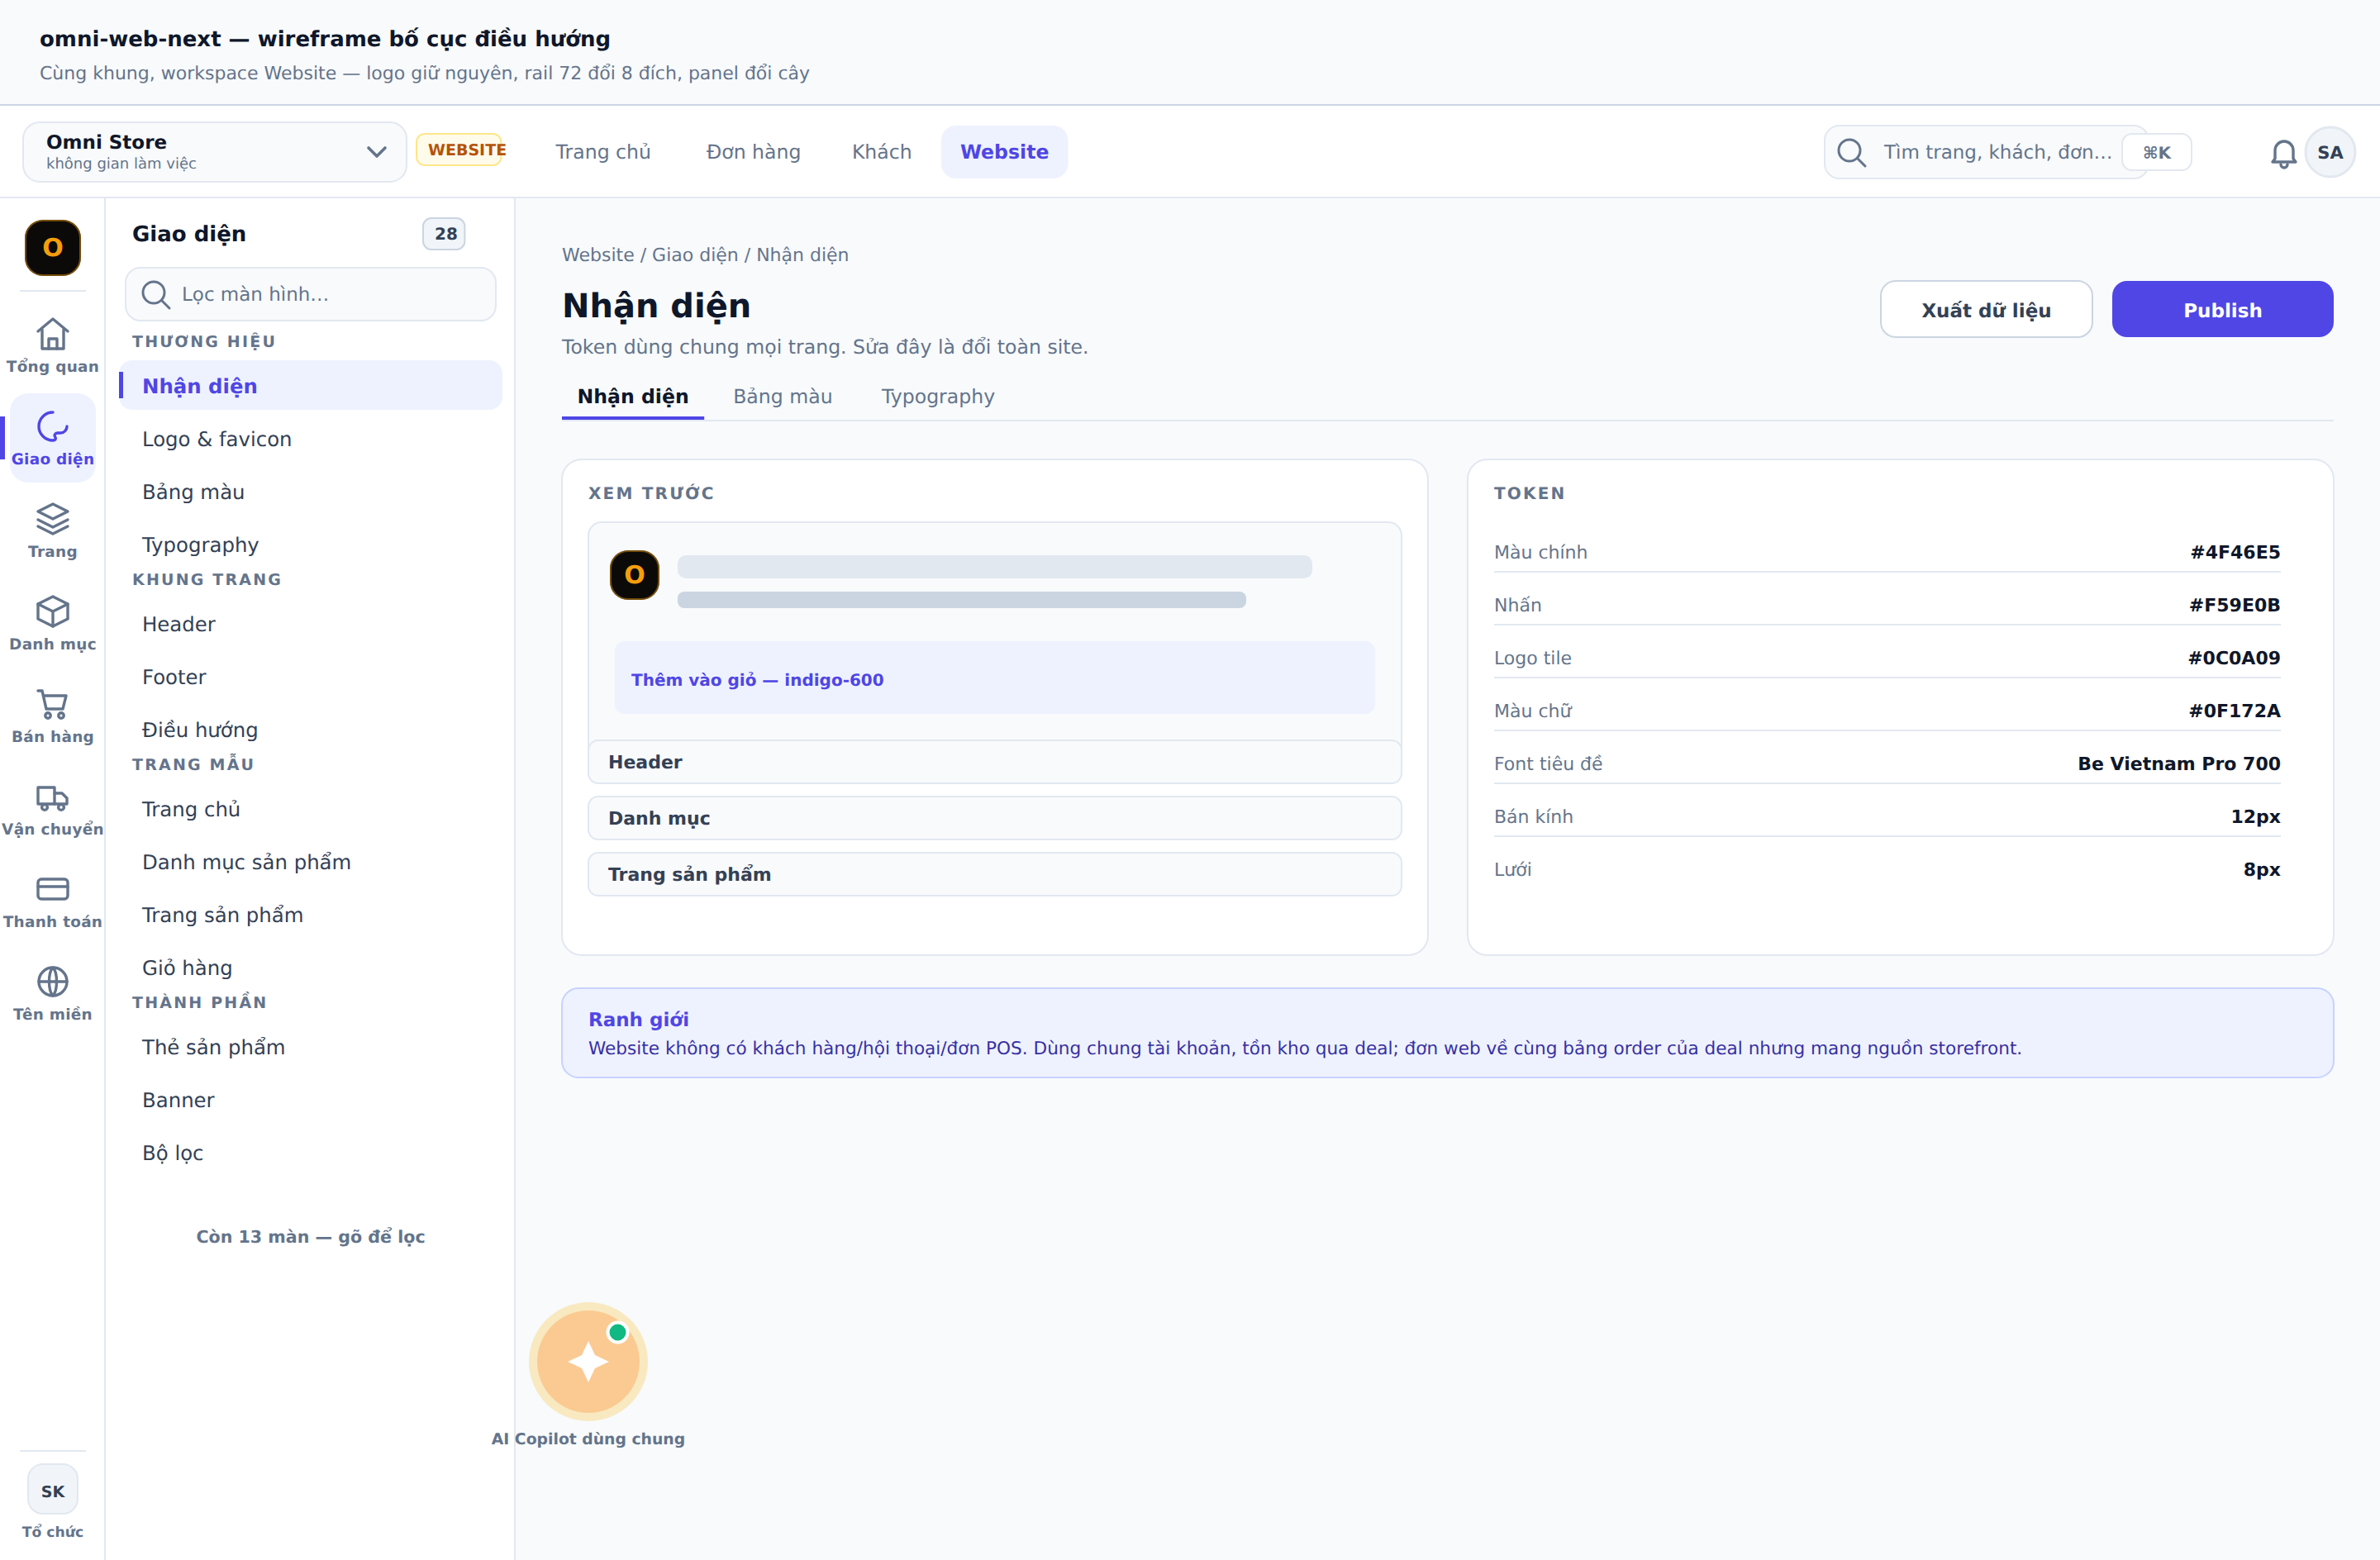 omni-web-next — wireframe bố cục điều hướng
Cùng khung, workspace Website — logo giữ nguyên, rail 72 đổi 8 đích, panel đổi cây
Omni Store
không gian làm việc
WEBSITE
Trang chủ
Đơn hàng
Khách
Website
Tìm trang, khách, đơn…
⌘K
SA
O
Tổng quan
Giao diện
Trang
Danh mục
Bán hàng
Vận chuyển
Thanh toán
Tên miền
SK
Tổ chức
Giao diện
28
Lọc màn hình…
THƯƠNG HIỆU
Nhận diện
Logo & favicon
Bảng màu
Typography
KHUNG TRANG
Header
Footer
Điều hướng
TRANG MẪU
Trang chủ
Danh mục sản phẩm
Trang sản phẩm
Giỏ hàng
THÀNH PHẦN
Thẻ sản phẩm
Banner
Bộ lọc
Còn 13 màn — gõ để lọc
Website / Giao diện / Nhận diện
Nhận diện
Token dùng chung mọi trang. Sửa đây là đổi toàn site.
Xuất dữ liệu
Publish
Nhận diện
Bảng màu
Typography
XEM TRƯỚC
O
Thêm vào giỏ — indigo-600
Header
Danh mục
Trang sản phẩm
TOKEN
Màu chính #4F46E5
Nhấn #F59E0B
Logo tile #0C0A09
Màu chữ #0F172A
Font tiêu đề Be Vietnam Pro 700
Bán kính 12px
Lưới 8px
Ranh giới
Website không có khách hàng/hội thoại/đơn POS. Dùng chung tài khoản, tồn kho qua deal; đơn web về cùng bảng order của deal nhưng mang nguồn storefront.
AI Copilot dùng chung